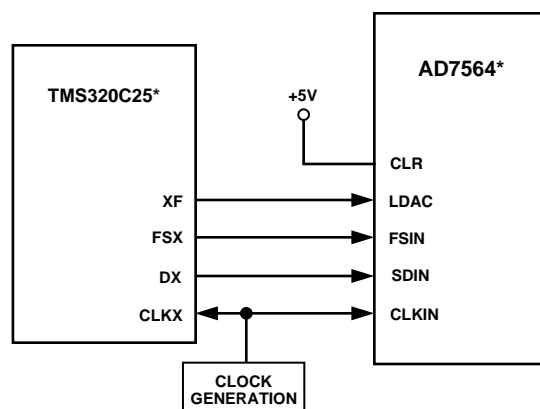 TMS320C25*
AD7564*
+5V
CLR
XF
LDAC
FSX
FSIN
DX
SDIN
CLKX
CLKIN
CLOCK
GENERATION